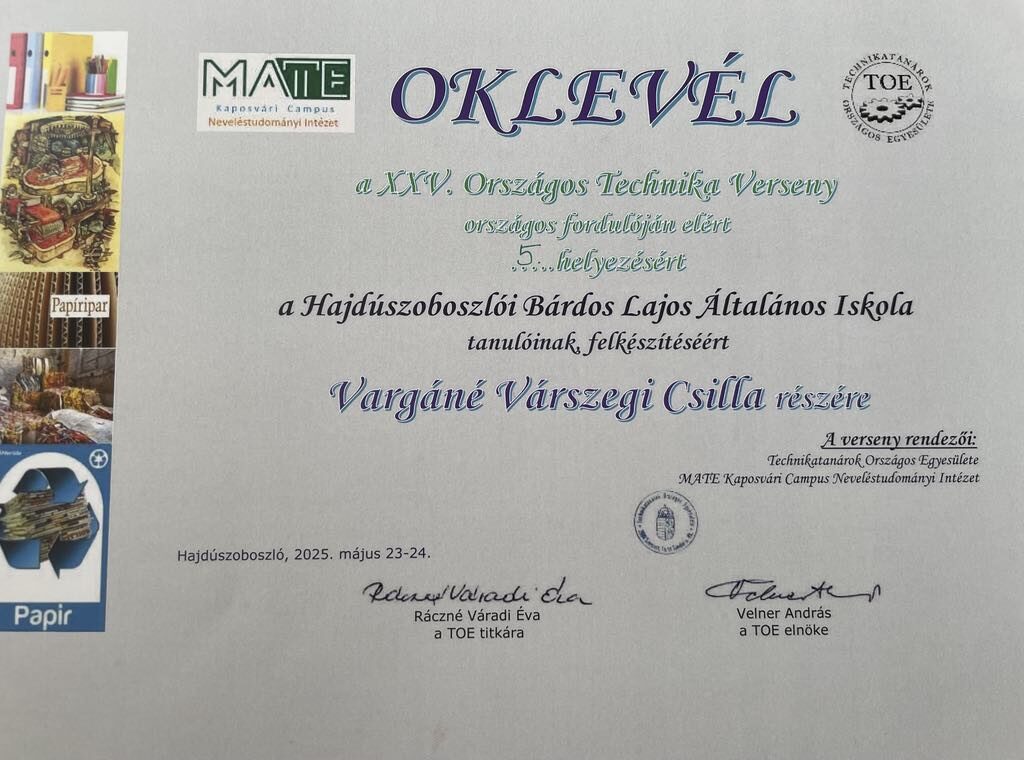 MATE
Kaposvári Campus
Neveléstudományi Intézet
OKLEVÉL
TECHNIKATANÁROK
TOE
ORSZÁGOS EGYESÜLETE
a XXV. Országos Technika Verseny
országos fordulóján elért
.5...helyezésért
a Hajdúszoboszlói Bárdos Lajos Általános Iskola
tanulóinak, felkészítéséért
Vargáné Várszegi Csilla részére
A verseny rendezői:
Technikatanárok Országos Egyesülete
MATE Kaposvári Campus Neveléstudományi Intézet
Hajdúszoboszló, 2025. május 23-24.
Ráczné Váradi Éva
Ráczné Váradi Éva
a TOE titkára
Velner András
a TOE elnöke
Papíripar
Papir